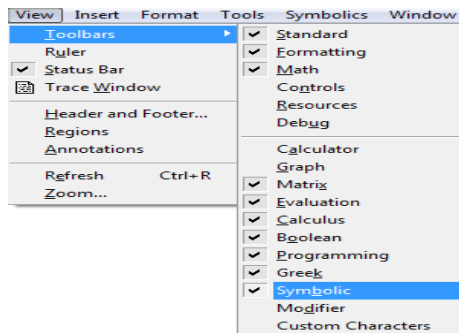 View Insert Format Tools Symbolics Window
Toolbars
Ruler
Status Bar
Trace Window
Header and Footer...
Regions
Annotations
Refresh Ctrl+R
Zoom...
Standard
Formatting
Math
Controls
Resources
Debug
Calculator
Graph
Matrix
Evaluation
Calculus
Boolean
Programming
Greek
Symbolic
Modifier
Custom Characters